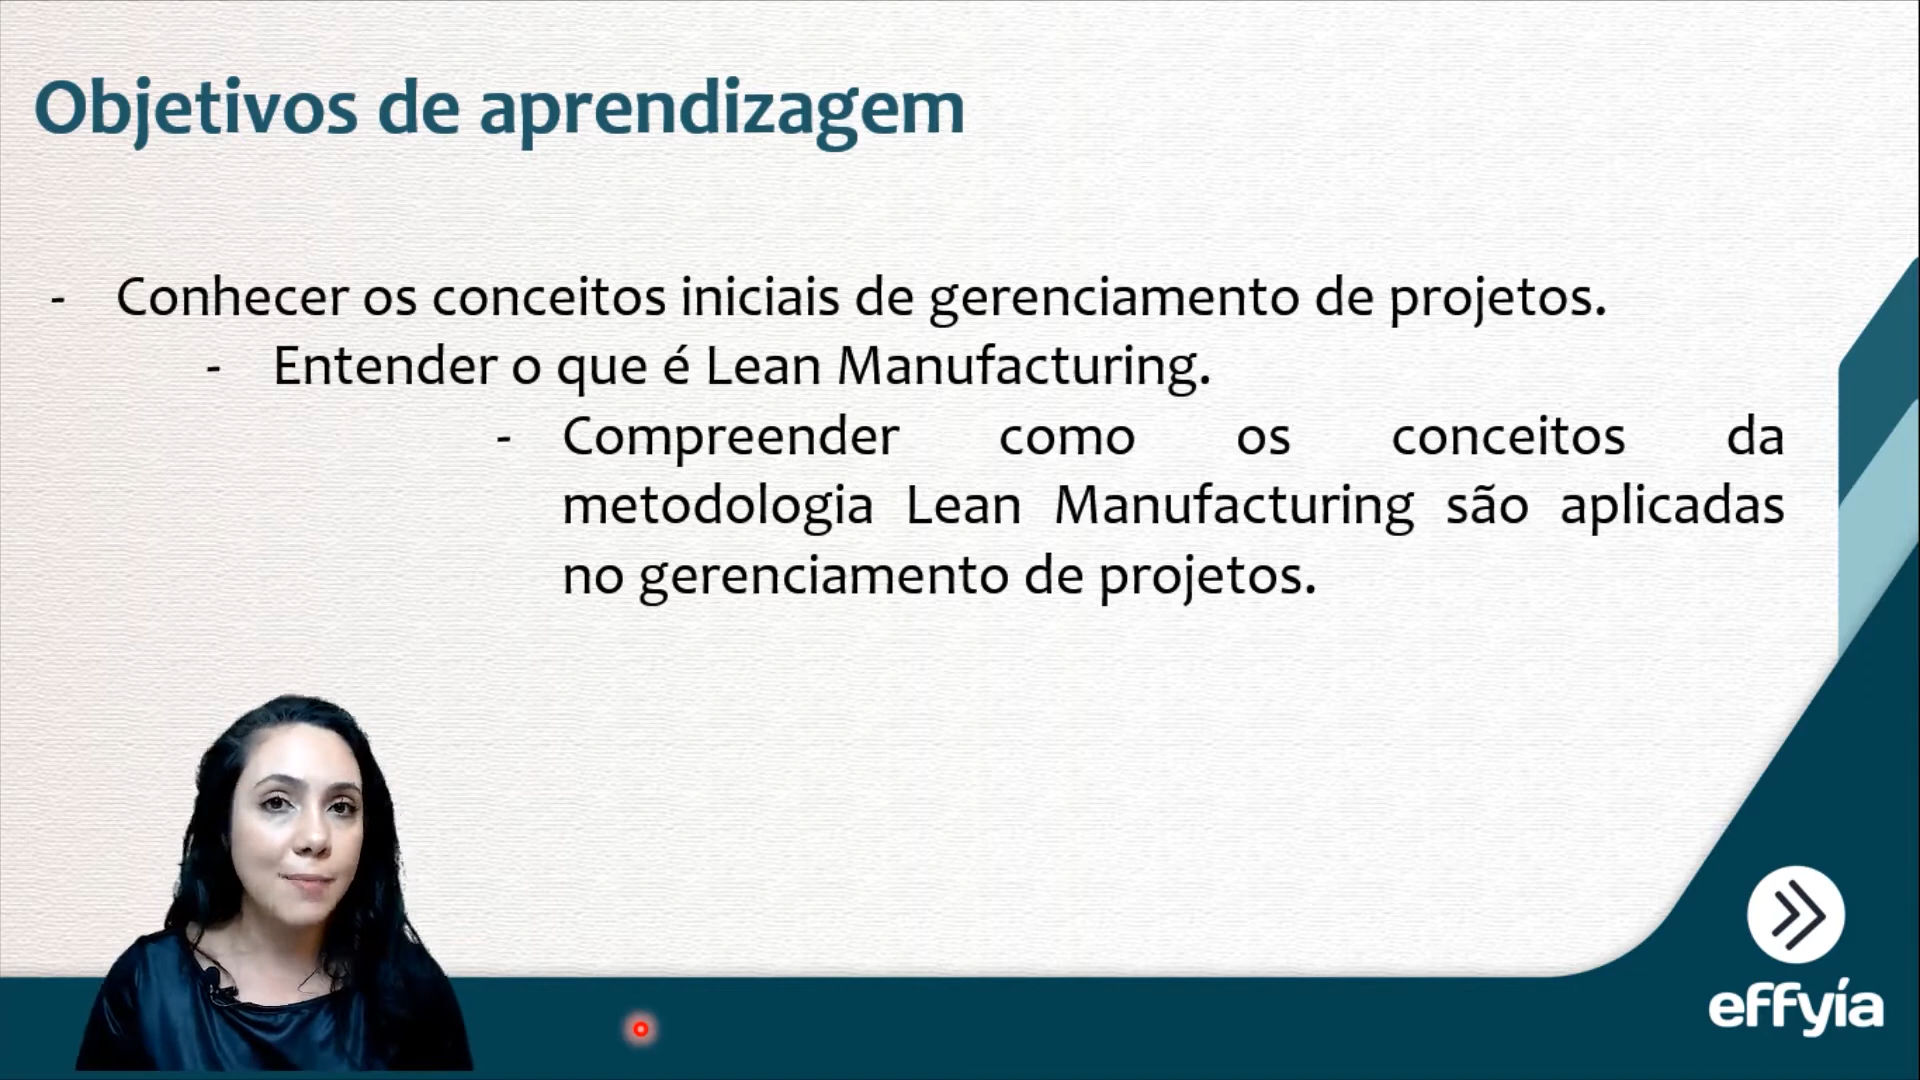 Objetivos de aprendizagem
- Conhecer os conceitos iniciais de gerenciamento de projetos.
- Entender o que é Lean Manufacturing.
- Compreender como os conceitos da
metodologia Lean Manufacturing são aplicadas
no gerenciamento de projetos.
effyía